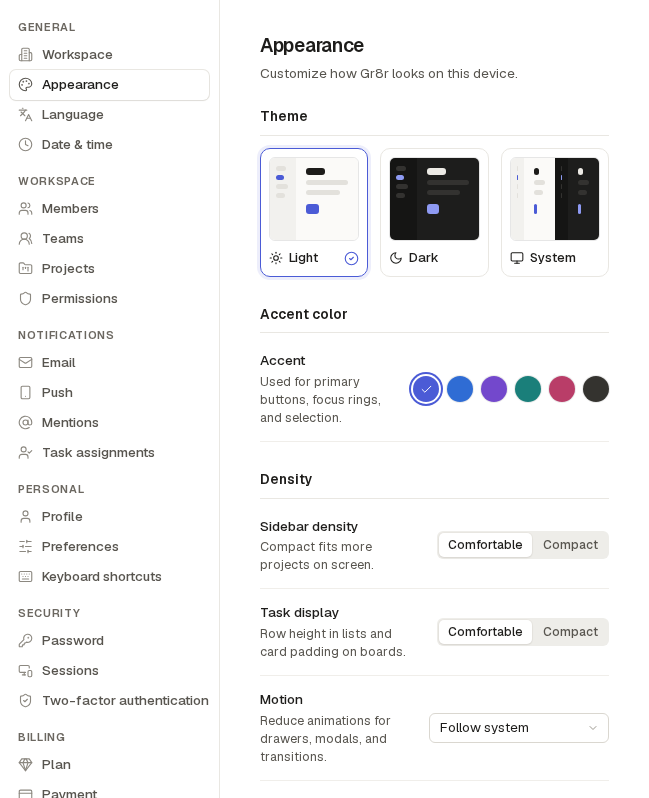 GENERAL
Workspace
Appearance
Language
Date & time
WORKSPACE
Members
Teams
Projects
Permissions
NOTIFICATIONS
Email
Push
Mentions
Task assignments
PERSONAL
Profile
Preferences
Keyboard shortcuts
SECURITY
Password
Sessions
Two-factor authentication
BILLING
Plan
Payment
Appearance
Customize how Gr8r looks on this device.
Theme
Light
Dark
System
Accent color
Accent
Used for primary
buttons, focus rings,
and selection.
Density
Sidebar density
Compact fits more
projects on screen.
Comfortable
Compact
Task display
Row height in lists and
card padding on boards.
Comfortable
Compact
Motion
Reduce animations for
drawers, modals, and
transitions.
Follow system